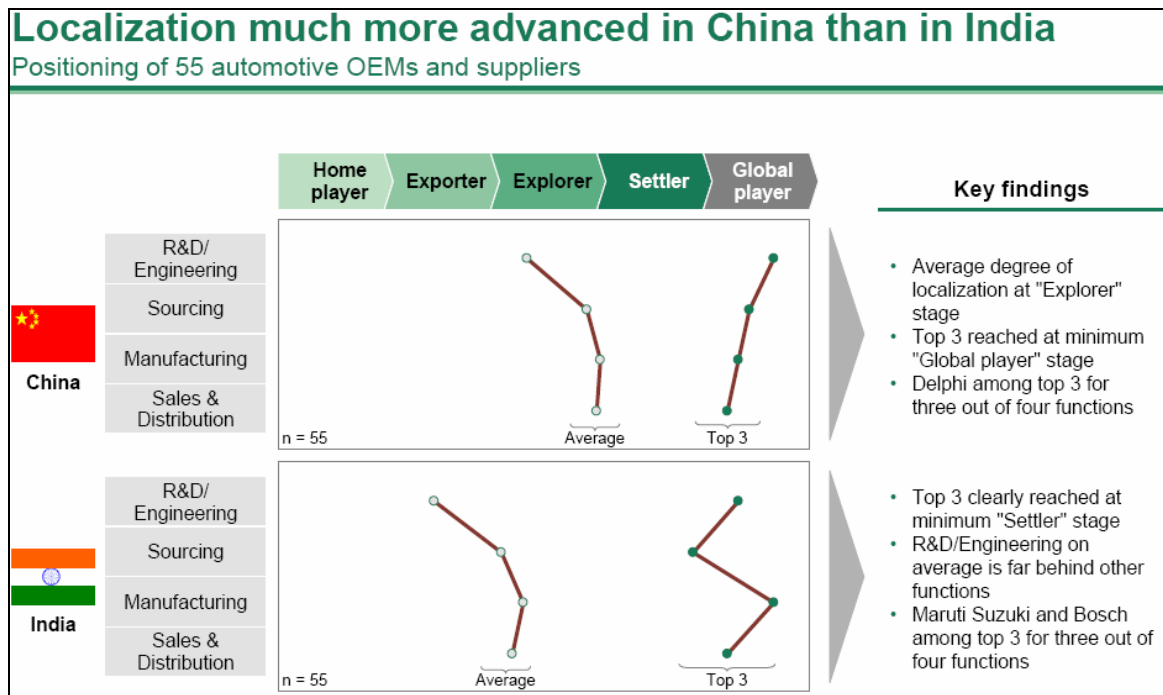 Localization much more advanced in China than in India
Positioning of 55 automotive OEMs and suppliers
Home
player
Exporter
Explorer
Settler
Global
player
Key findings
China
R&D/
Engineering
Sourcing
Manufacturing
Sales &
Distribution
n = 55
Average
Top 3
• Average degree of
localization at "Explorer"
stage
• Top 3 reached at minimum
"Global player" stage
• Delphi among top 3 for
three out of four functions
India
R&D/
Engineering
Sourcing
Manufacturing
Sales &
Distribution
n = 55
Average
Top 3
• Top 3 clearly reached at
minimum "Settler" stage
• R&D/Engineering on
average is far behind other
functions
• Maruti Suzuki and Bosch
among top 3 for three out of
four functions